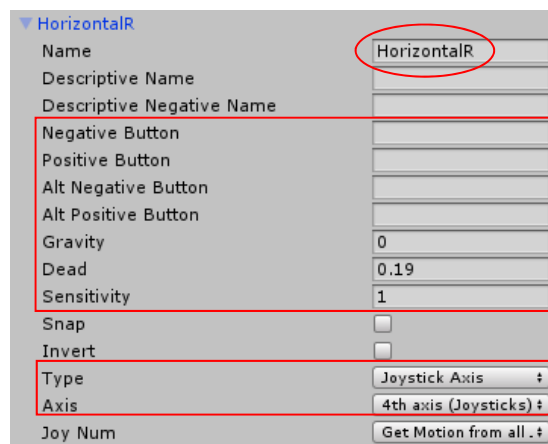 HorizontalR
Name HorizontalR
Descriptive Name
Descriptive Negative Name
Negative Button
Positive Button
Alt Negative Button
Alt Positive Button
Gravity 0
Dead 0.19
Sensitivity 1
Snap
Invert
Type Joystick Axis
Axis 4th axis (Joysticks)
Joy Num Get Motion from all .